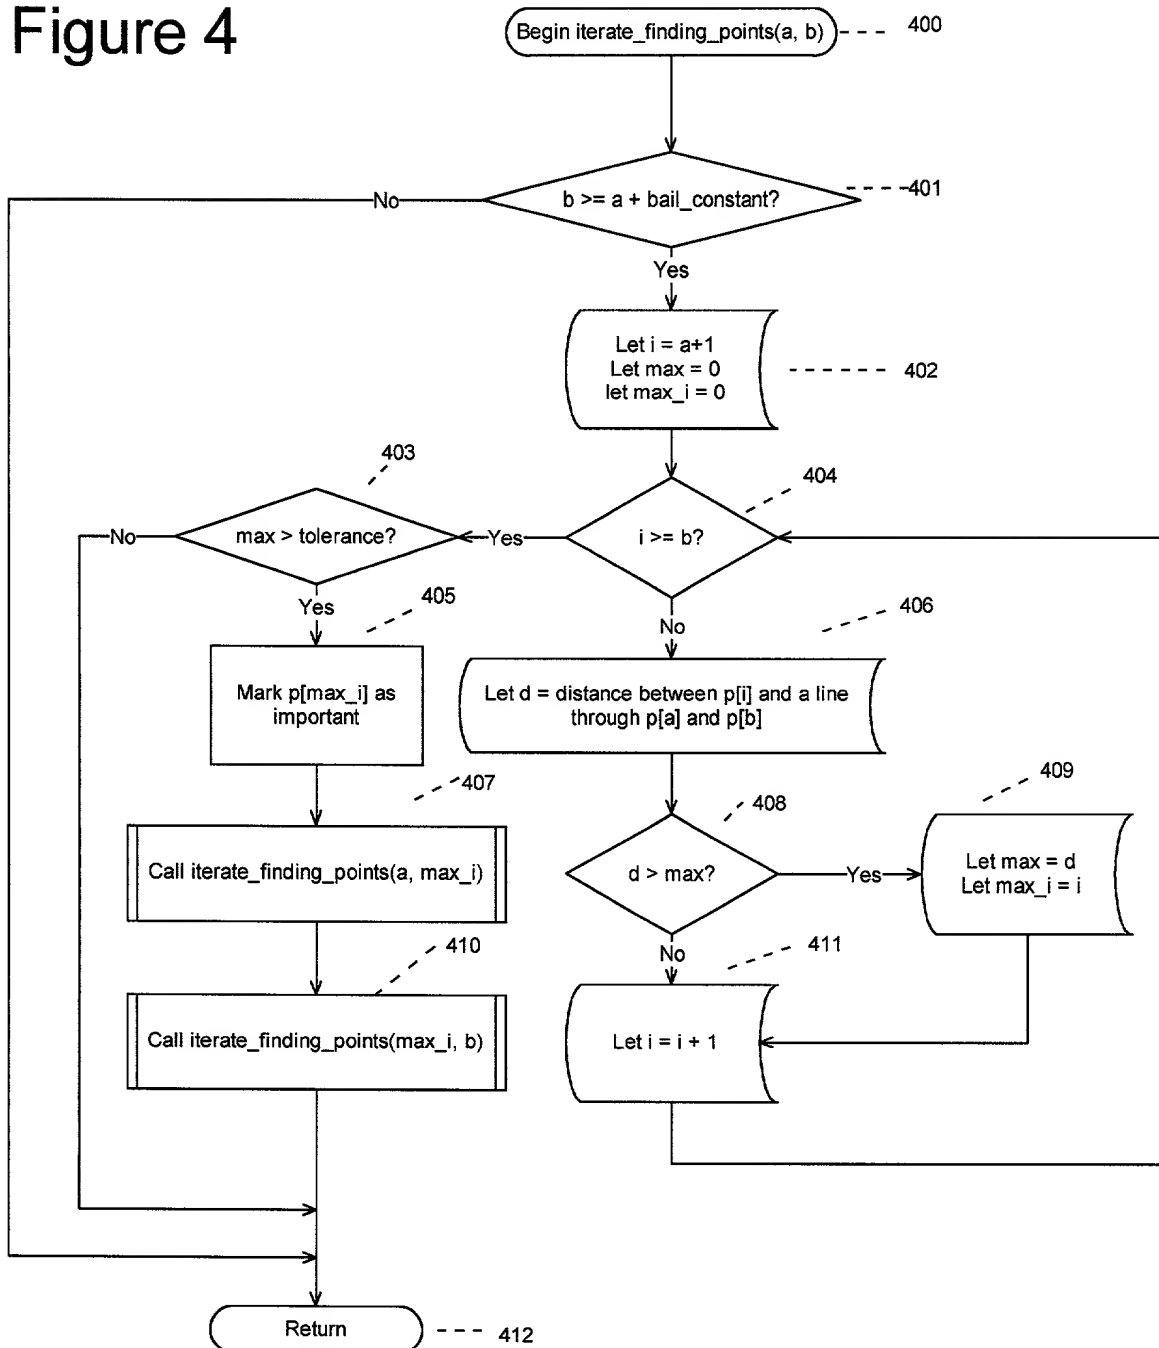 Figure 4
Begin iterate_finding_points(a, b)
400
b >= a + bail_constant?
401
No
Yes
Let i = a+1
Let max = 0
let max_i = 0
402
403
404
max > tolerance?
No
Yes
i >= b?
Yes
405
No
406
Mark p[max_i] as
important
Let d = distance between p[i] and a line
through p[a] and p[b]
407
408
409
Call iterate_finding_points(a, max_i)
d > max?
Yes
Let max = d
Let max_i = i
410
No
411
Call iterate_finding_points(max_i, b)
Let i = i + 1
Return
412